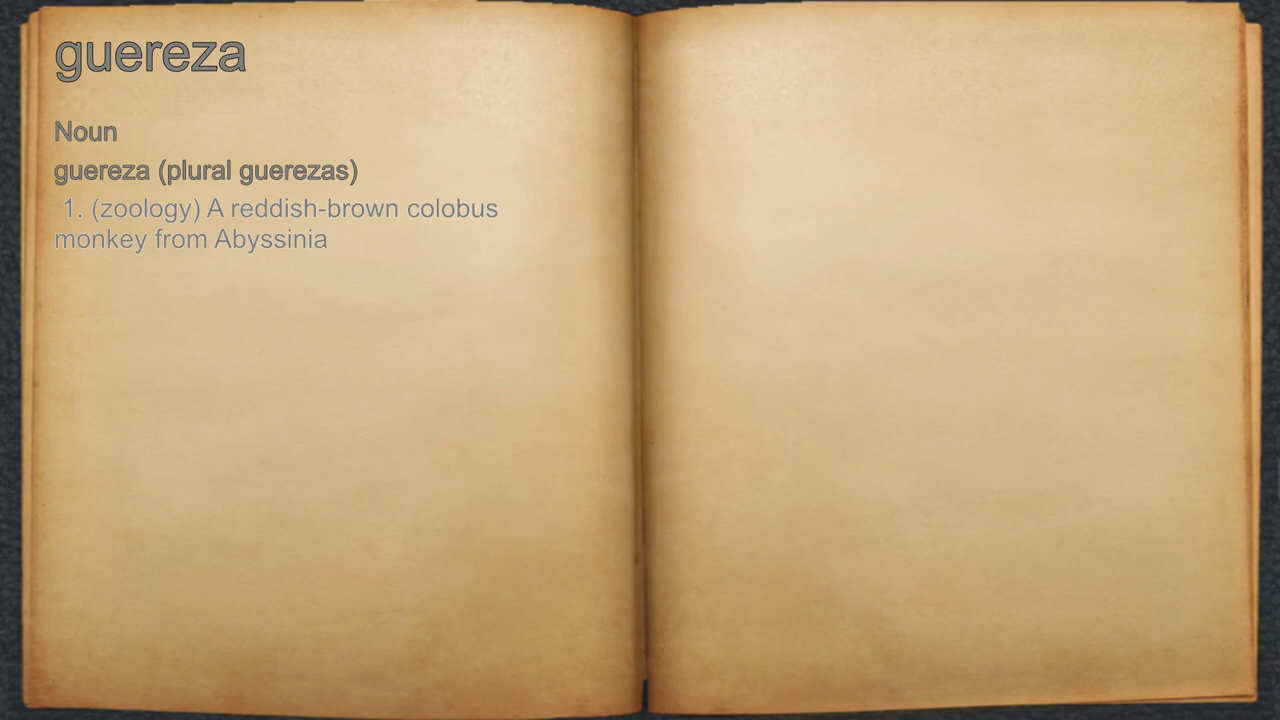 guereza
Noun
guereza (plural guerezas)
1. (zoology) A reddish-brown colobus
monkey from Abyssinia